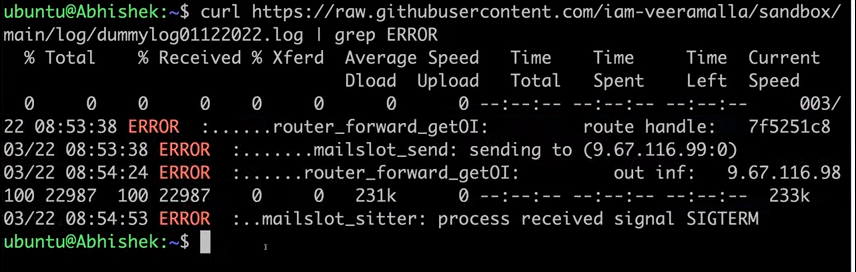 ubuntu@Abhishek:~$ curl https://raw.githubusercontent.com/iam-veeramalla/sandbox/
main/log/dummylog01122022.log | grep ERROR
% Total % Received % Xferd Average Speed Time Time Time Current
Dload Upload Total Spent Left Speed
0 0 0 0 0 0 0 0 --:--:-- --:--:-- --:--:-- 003/
22 08:53:38 ERROR :......router_forward_getOI: route handle: 7f5251c8
03/22 08:53:38 ERROR :.......mailslot_send: sending to (9.67.116.99:0)
03/22 08:54:24 ERROR :......router_forward_getOI: out inf: 9.67.116.98
100 22987 100 22987 0 0 231k 0 --:--:-- --:--:-- --:--:-- 233k
03/22 08:54:53 ERROR :..mailslot_sitter: process received signal SIGTERM
ubuntu@Abhishek:~$